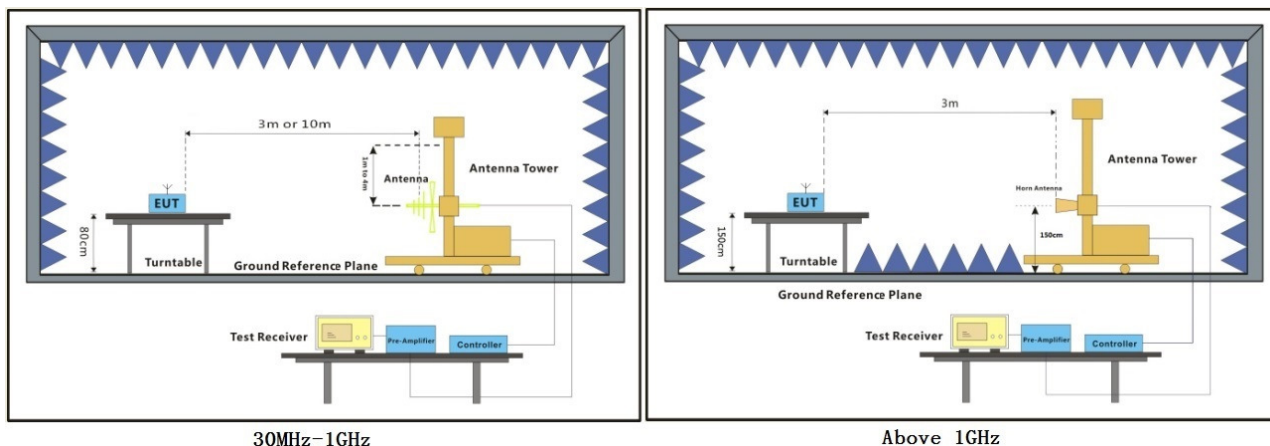 3m or 10m
1m to 4m
Antenna
Antenna Tower
EUT
80cm
Turntable
Ground Reference Plane
Test Receiver
Pre-Amplifier
Controller
30MHz-1GHz
3m
Antenna Tower
Horn Antenna
EUT
150cm
150cm
Turntable
Ground Reference Plane
Test Receiver
Pre-Amplifier
Controller
Above 1GHz